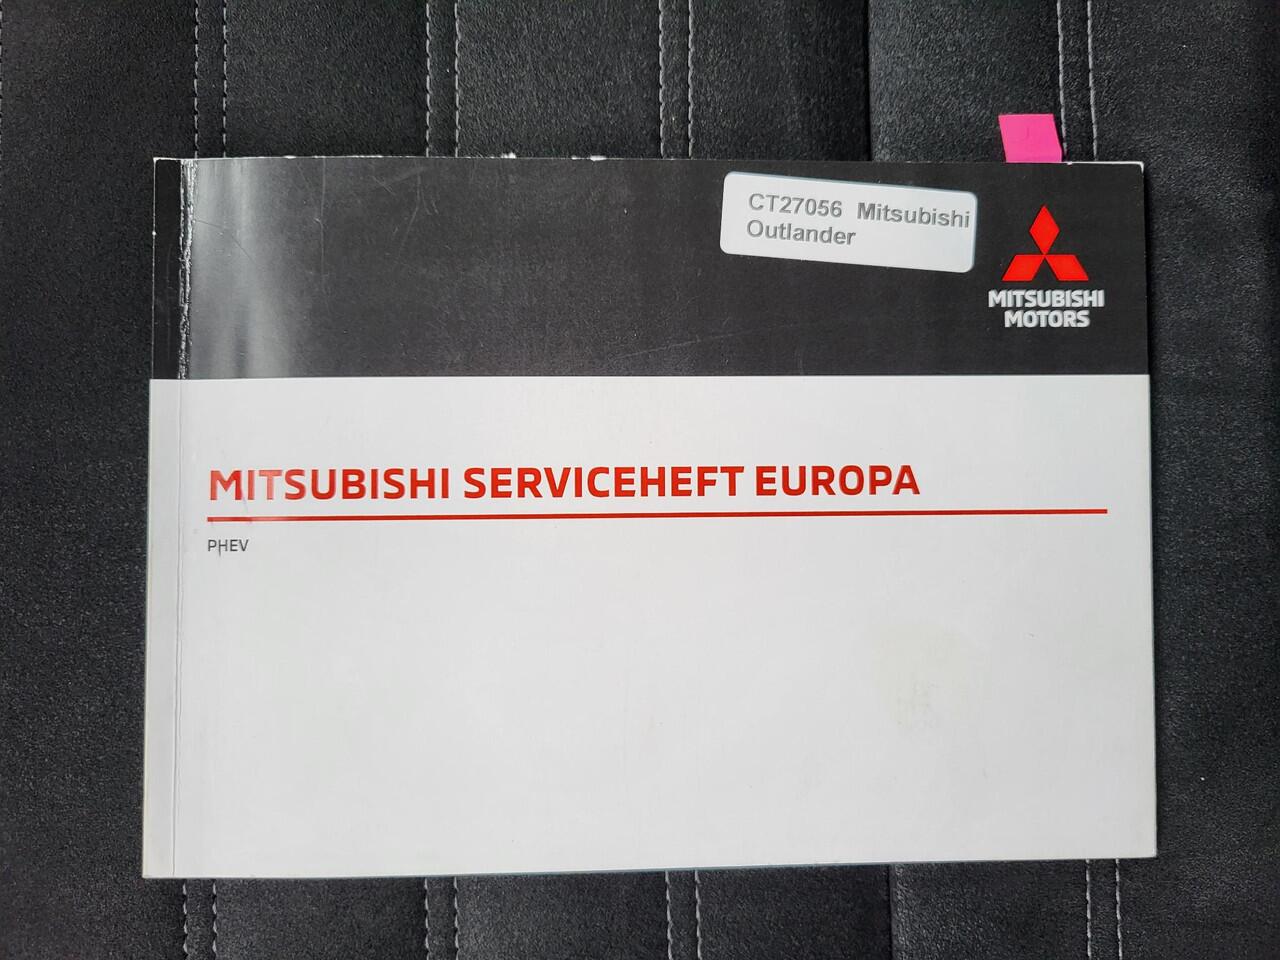 CT27056 Mitsubishi
Outlander
MITSUBISHI
MOTORS
MITSUBISHI SERVICEHEFT EUROPA
PHEV